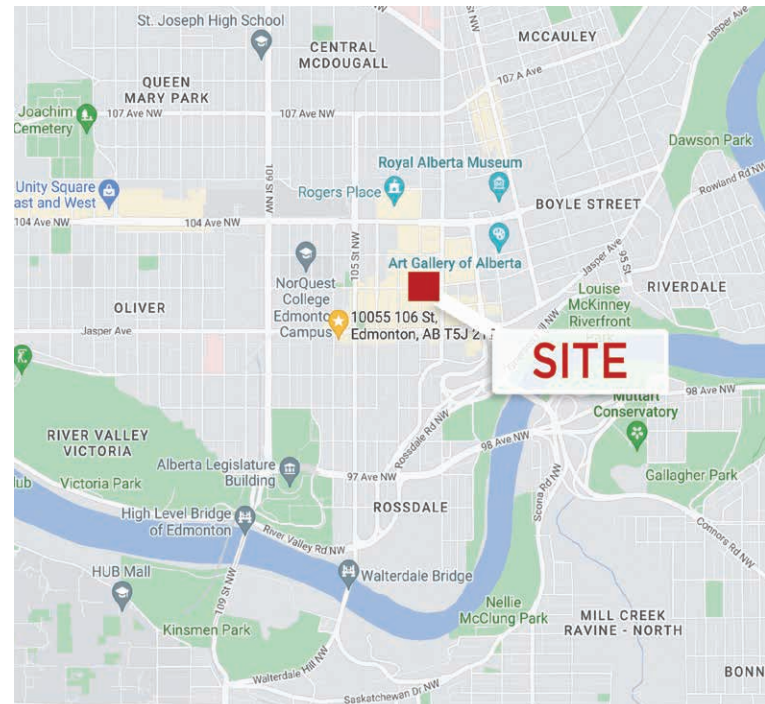 St. Joseph High School
CENTRAL
MCDOUGALL
MCCAULEY
Jasper Ave
107 A Ave NW
QUEEN
MARY PARK
Joachim
Cemetery
107 Ave NW
107 Ave NW
Dawson Park
109 St NW
Royal Alberta Museum
Rogers Place
Unity Square
ast and West
Rowland Rd NW
BOYLE STREET
104 Ave NW
104 Ave NW
105 St NW
Art Gallery of Alberta
Jasper Ave
95 St
NorQuest
College
Edmonton
Campus
Louise
McKinney
Riverfront
RIVERDALE
OLIVER
10055 106 St,
Edmonton, AB T5J
Jasper Ave
SITE
98 Ave NW
Muttart
Conservatory
RIVER VALLEY
VICTORIA
Rossdale Rd NW
98 Ave NW
Alberta Legislature
Building
97 Ave NW
Gallagher Park
Victoria Park
ROSSDALE
Scona Rd NW
High Level Bridge
of Edmonton
River Valley Rd NW
Connors Rd NW
HUB Mall
Walterdale Bridge
109 St NW
Nellie
McClung Park
MILL CREEK
RAVINE - NORTH
Kinsmen Park
Walterdale Hill NW
BONN
Saskatchewan Dr NW